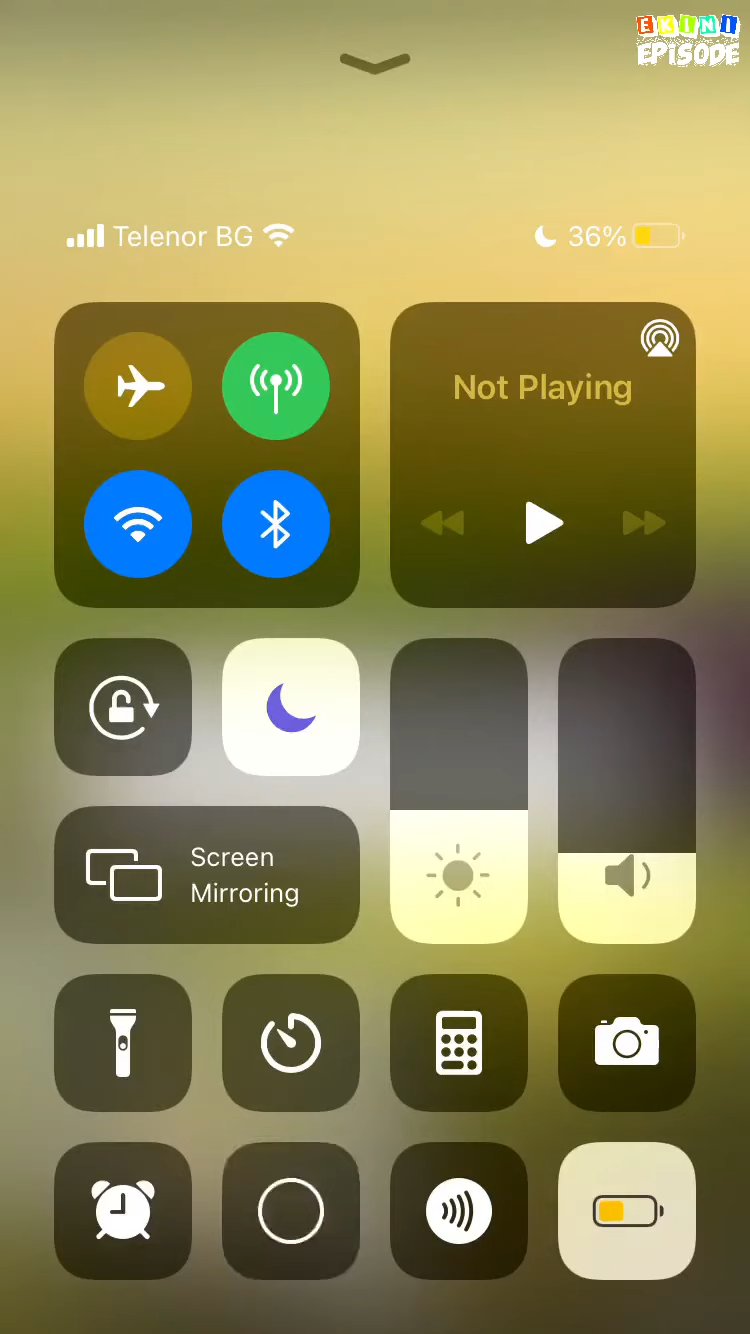 EKINI
EPISODE
Telenor BG
36%
Not Playing
Screen
Mirroring